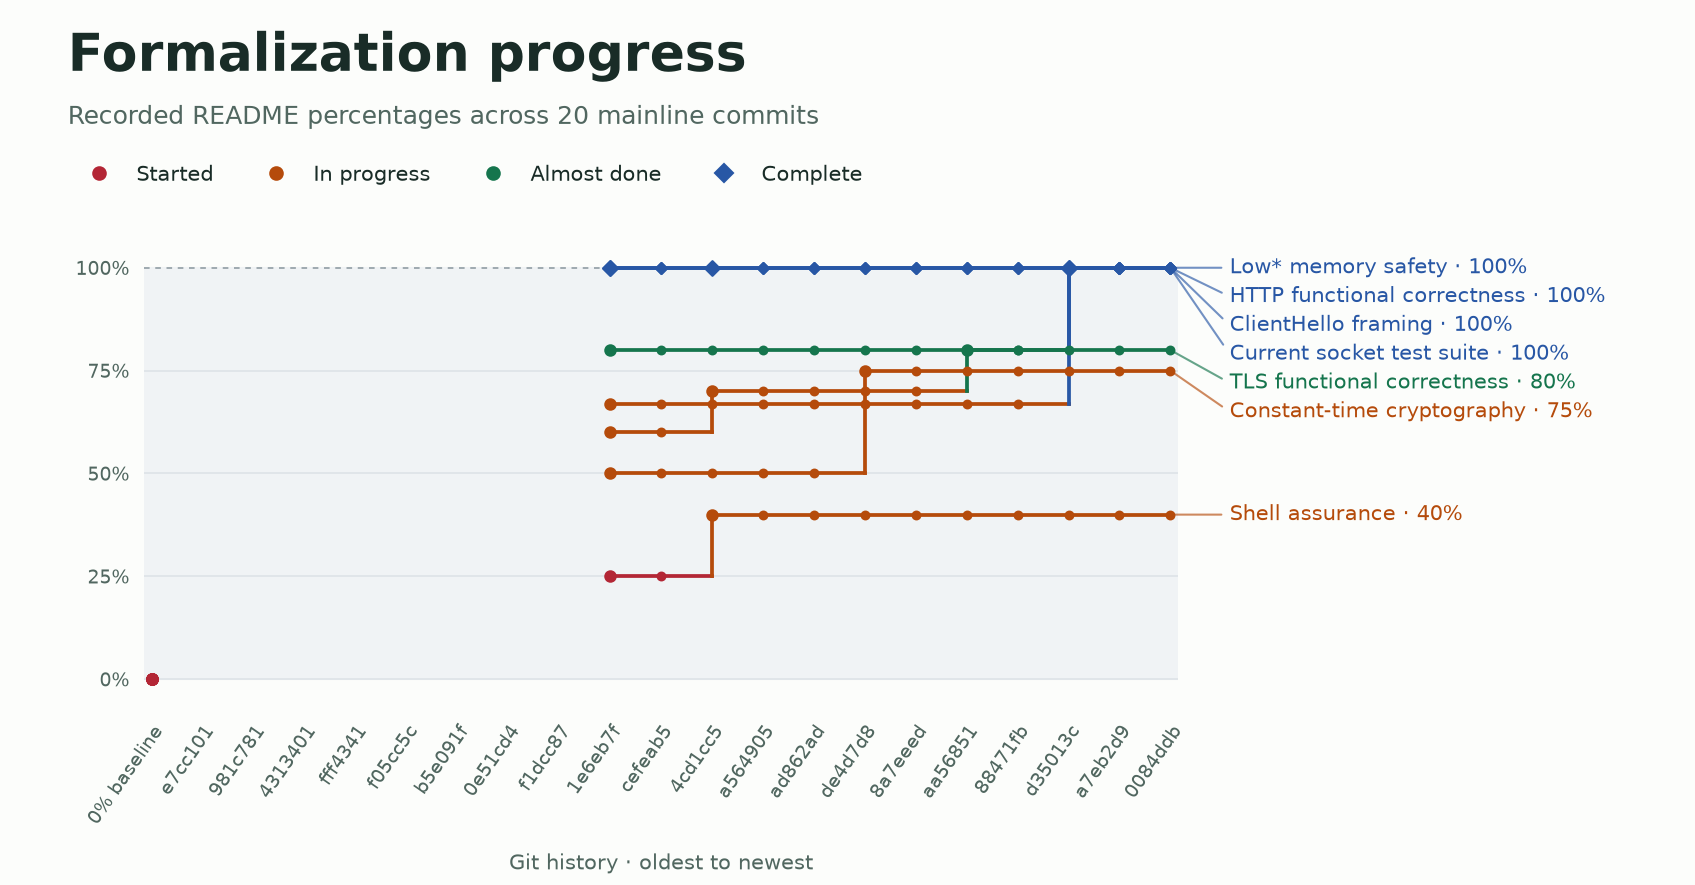 Formalization progress
Recorded README percentages across 20 mainline commits
Started In progress Almost done Complete
100%
75%
50%
25%
0%
Low* memory safety · 100%
HTTP functional correctness · 100%
ClientHello framing · 100%
Current socket test suite · 100%
TLS functional correctness · 80%
Constant-time cryptography · 75%
Shell assurance · 40%
0% baseline
e7cc101
981c781
4313401
fff4341
f05cc5c
b5e091f
0e51cd4
f1dcc87
1e6eb7f
cefeab5
4cd1cc5
a564905
ad862ad
de4d7d8
8a7eeed
aa56851
88471fb
d35013c
a7eb2d9
0084ddb
Git history · oldest to newest